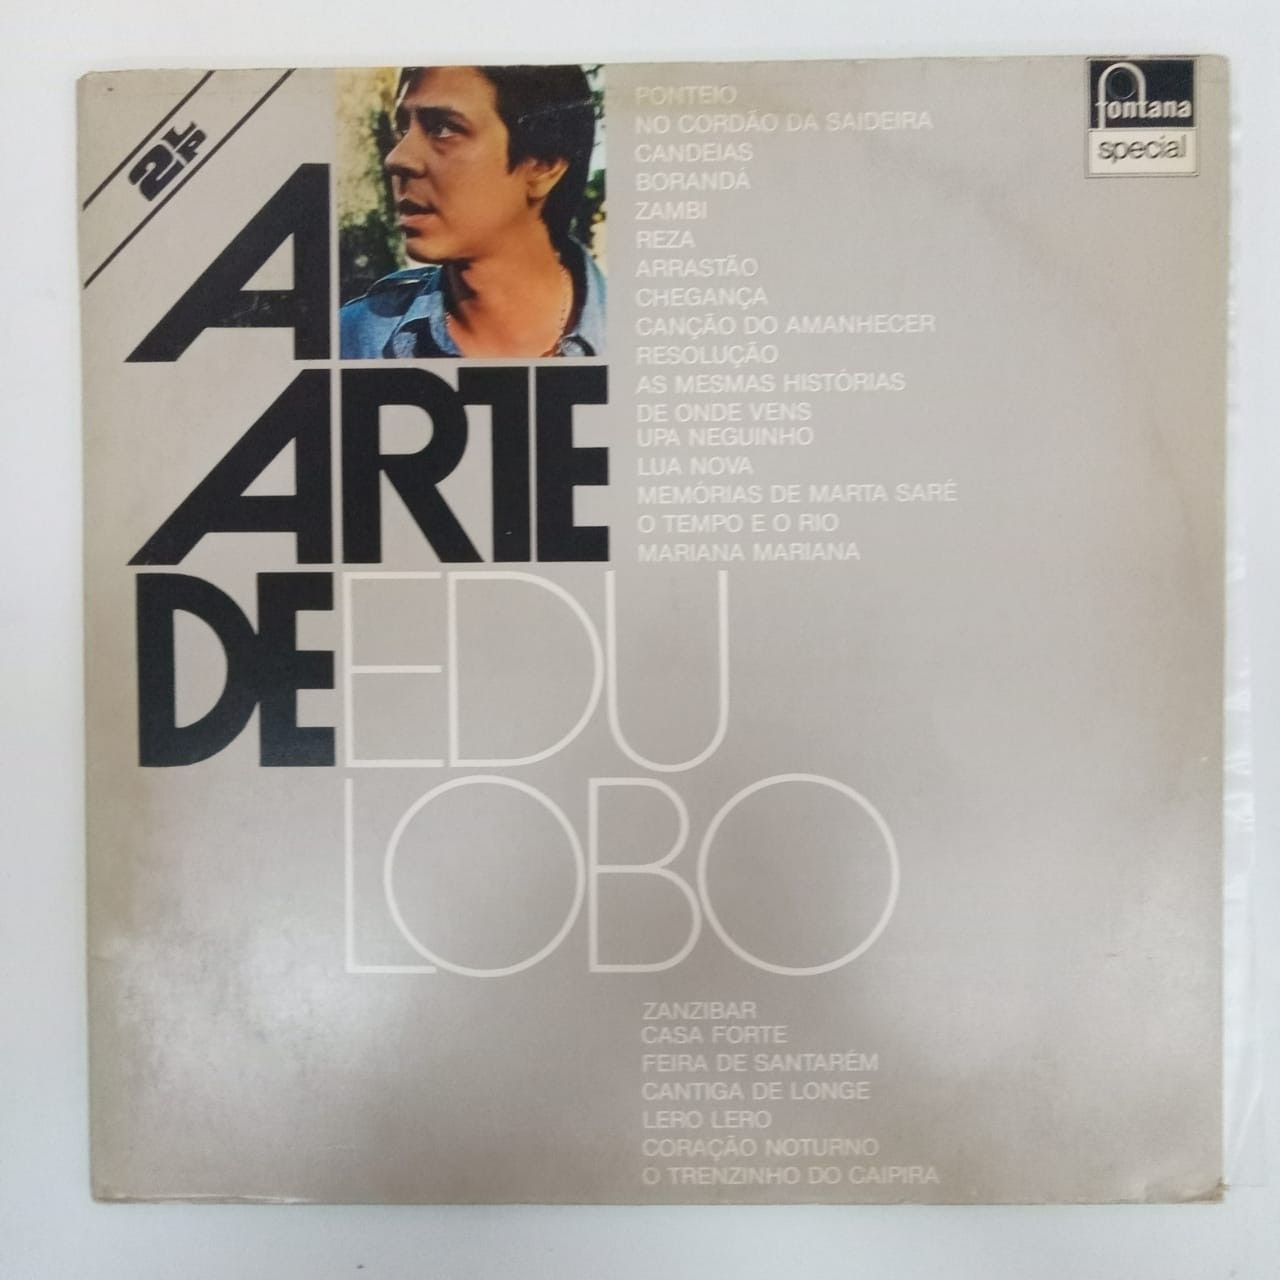 2 LP
A
ARTE
DE EDU
LOBO
PONTEIO
NO CORDÃO DA SAIDEIRA
CANDEIAS
BORANDÁ
ZAMBI
REZA
ARRASTÃO
CHEGANÇA
CANÇÃO DO AMANHECER
RESOLUÇÃO
AS MESMAS HISTÓRIAS
DE ONDE VENS
UPA NEGUINHO
LUA NOVA
MEMÓRIAS DE MARTA SARÉ
O TEMPO E O RIO
MARIANA MARIANA
ZANZIBAR
CASA FORTE
FEIRA DE SANTARÉM
CANTIGA DE LONGE
LERO LERO
CORAÇÃO NOTURNO
O TRENZINHO DO CAIPIRA
fontana
special